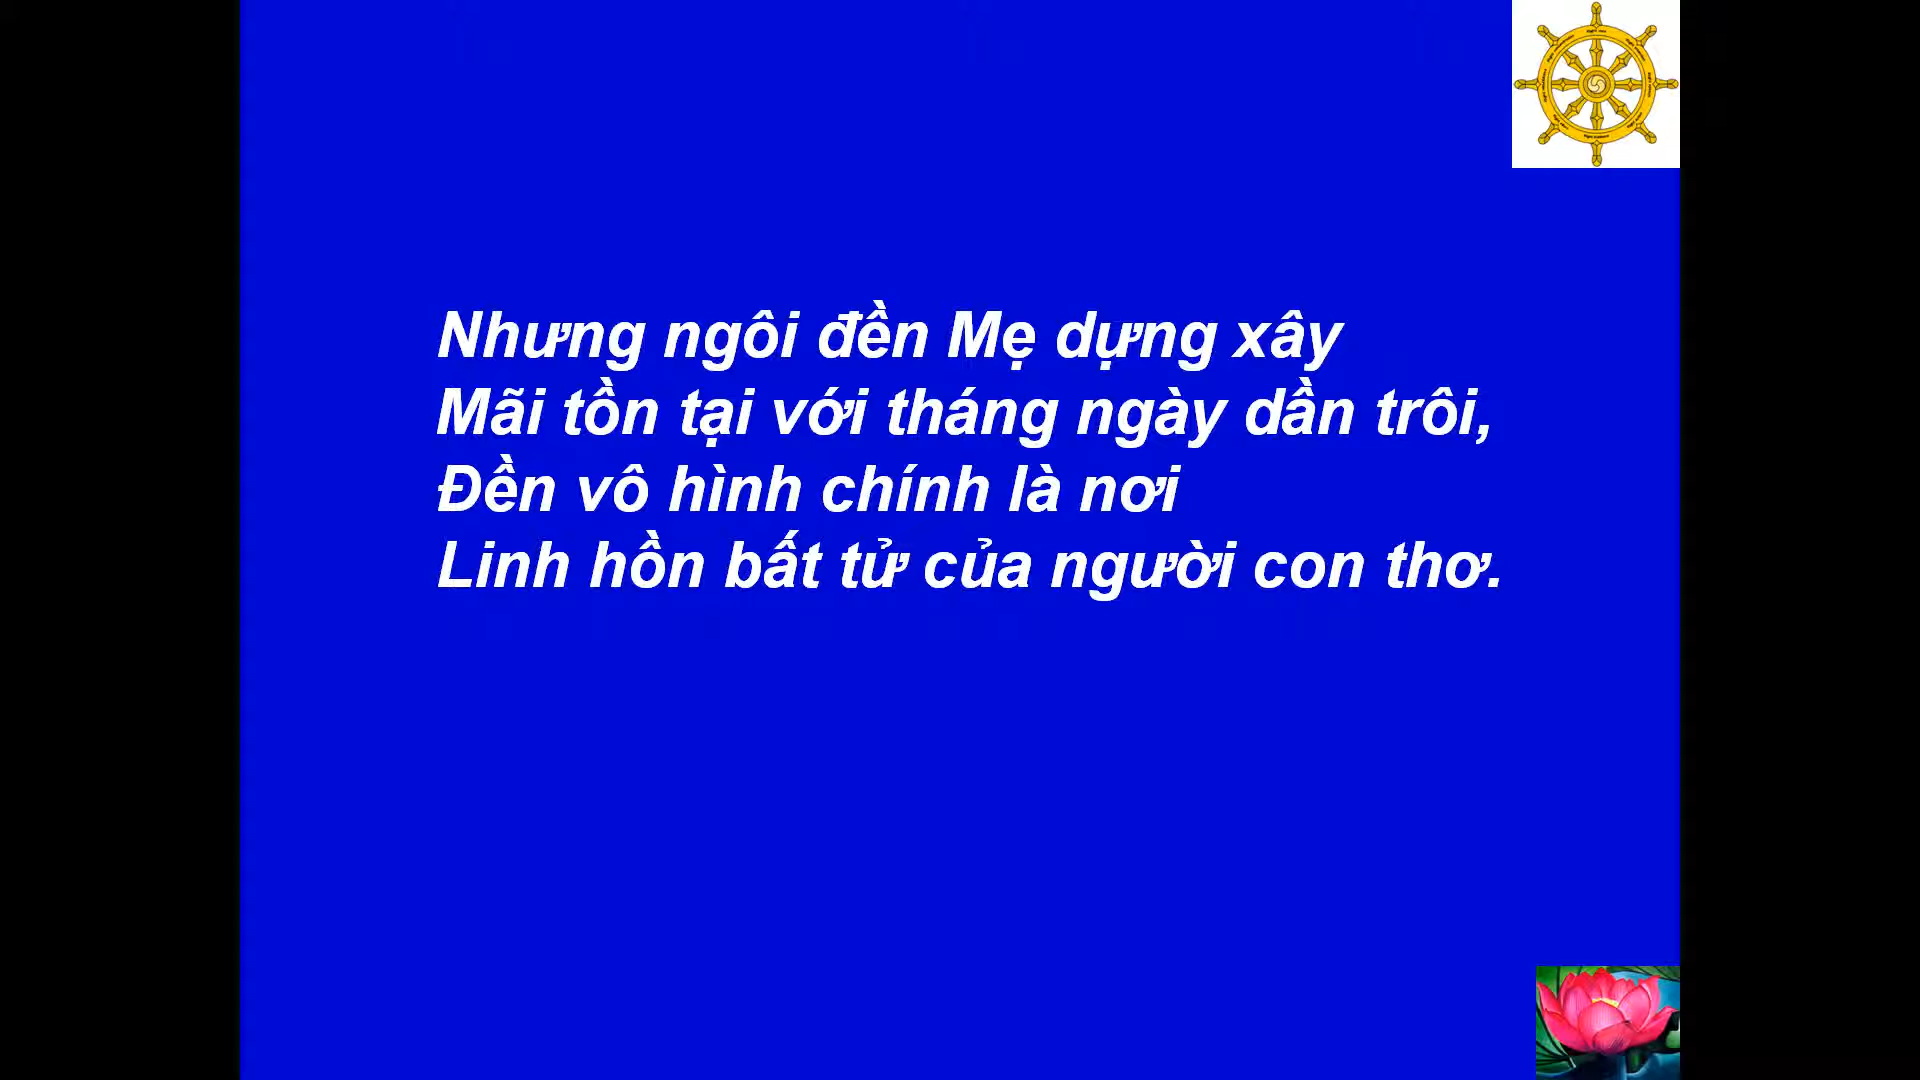 Nhưng ngôi đền Mẹ dựng xây
Mãi tồn tại với tháng ngày dần trôi,
Đền vô hình chính là nơi
Linh hồn bất tử của người con thơ.